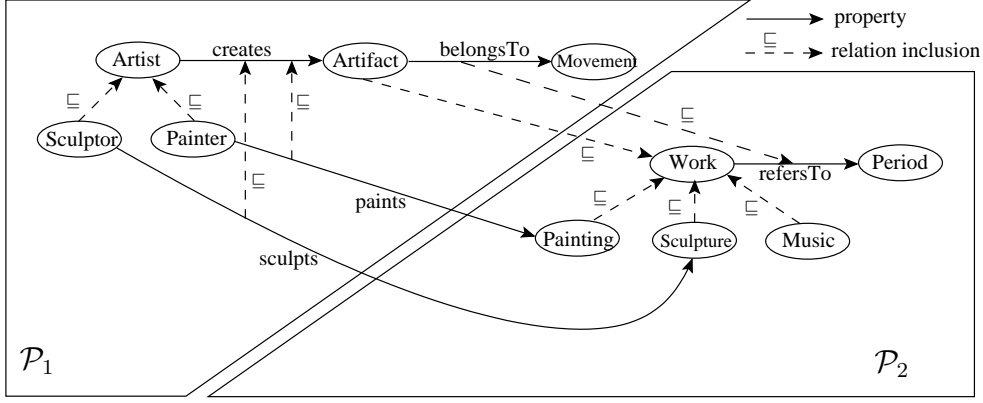 property
⊑
relation inclusion
creates
belongsTo
Artist
Artifact
Movement
⊑
⊑
⊑
⊑
Sculptor
Painter
⊑
Work
refersTo
Period
⊑
paints
⊑
⊑
⊑
Painting
Sculpture
Music
sculpts
P1
P2